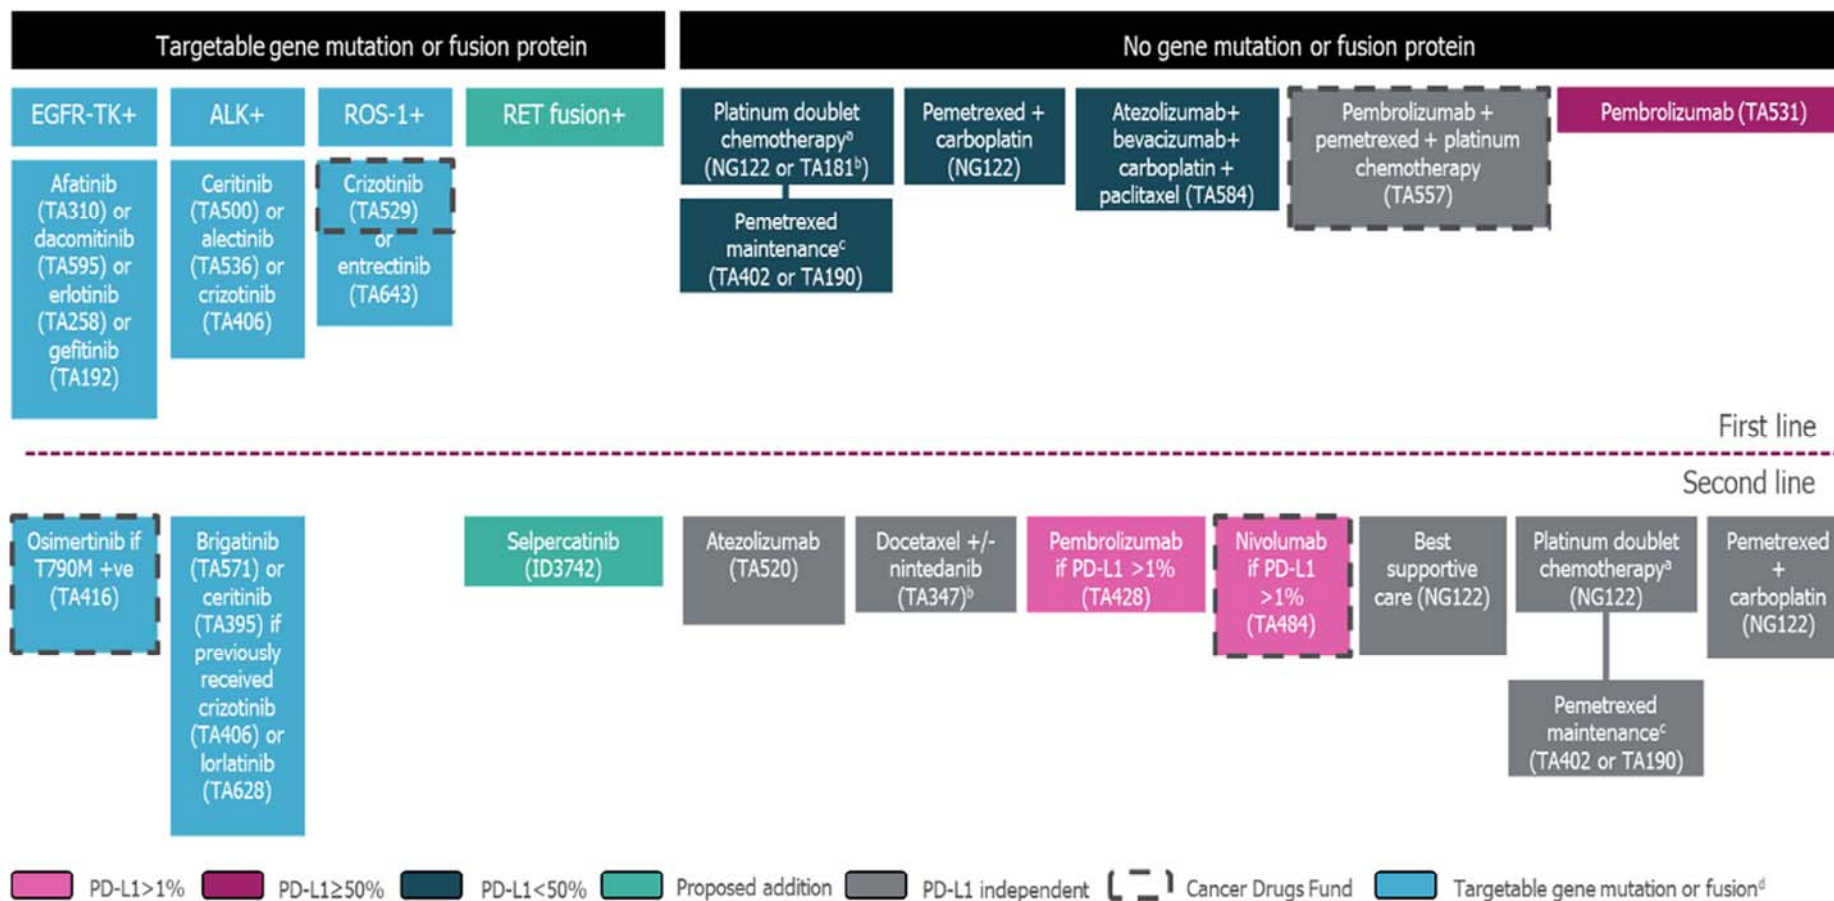 Targetable gene mutation or fusion protein
No gene mutation or fusion protein
EGFR-TK+
ALK+
ROS-1+
RET fusion+
Afatinib
(TA310) or
dacomitinib
(TA595) or
erlotinib
(TA258) or
gefitinib
(TA192)
Ceritinib
(TA500) or
alectinib
(TA536) or
crizotinib
(TA406)
Crizotinib
(TA529)
or
entrectinib
(TA643)
Platinum doublet
chemotherapyᵃ
(NG122 or TA181ᵇ)
Pemetrexed
maintenanceᶜ
(TA402 or TA190)
Pemetrexed +
carboplatin
(NG122)
Atezolizumab+
bevacizumab+
carboplatin +
paclitaxel (TA584)
Pembrolizumab +
pemetrexed + platinum
chemotherapy
(TA557)
Pembrolizumab (TA531)
First line
Second line
Osimertinib if
T790M +ve
(TA416)
Brigatinib
(TA571) or
ceritinib
(TA395) if
previously
received
crizotinib
(TA406) or
lorlatinib
(TA628)
Selpercatinib
(ID3742)
Atezolizumab
(TA520)
Docetaxel +/-
nintedanib
(TA347)ᵇ
Pembrolizumab
if PD-L1 >1%
(TA428)
Nivolumab
if PD-L1
>1%
(TA484)
Best
supportive
care (NG122)
Platinum doublet
chemotherapyᵃ
(NG122)
Pemetrexed
maintenanceᶜ
(TA402 or TA190)
Pemetrexed
+
carboplatin
(NG122)
PD-L1>1%
PD-L1≥50%
PD-L1<50%
Proposed addition
PD-L1 independent
Cancer Drugs Fund
Targetable gene mutation or fusionᵈ